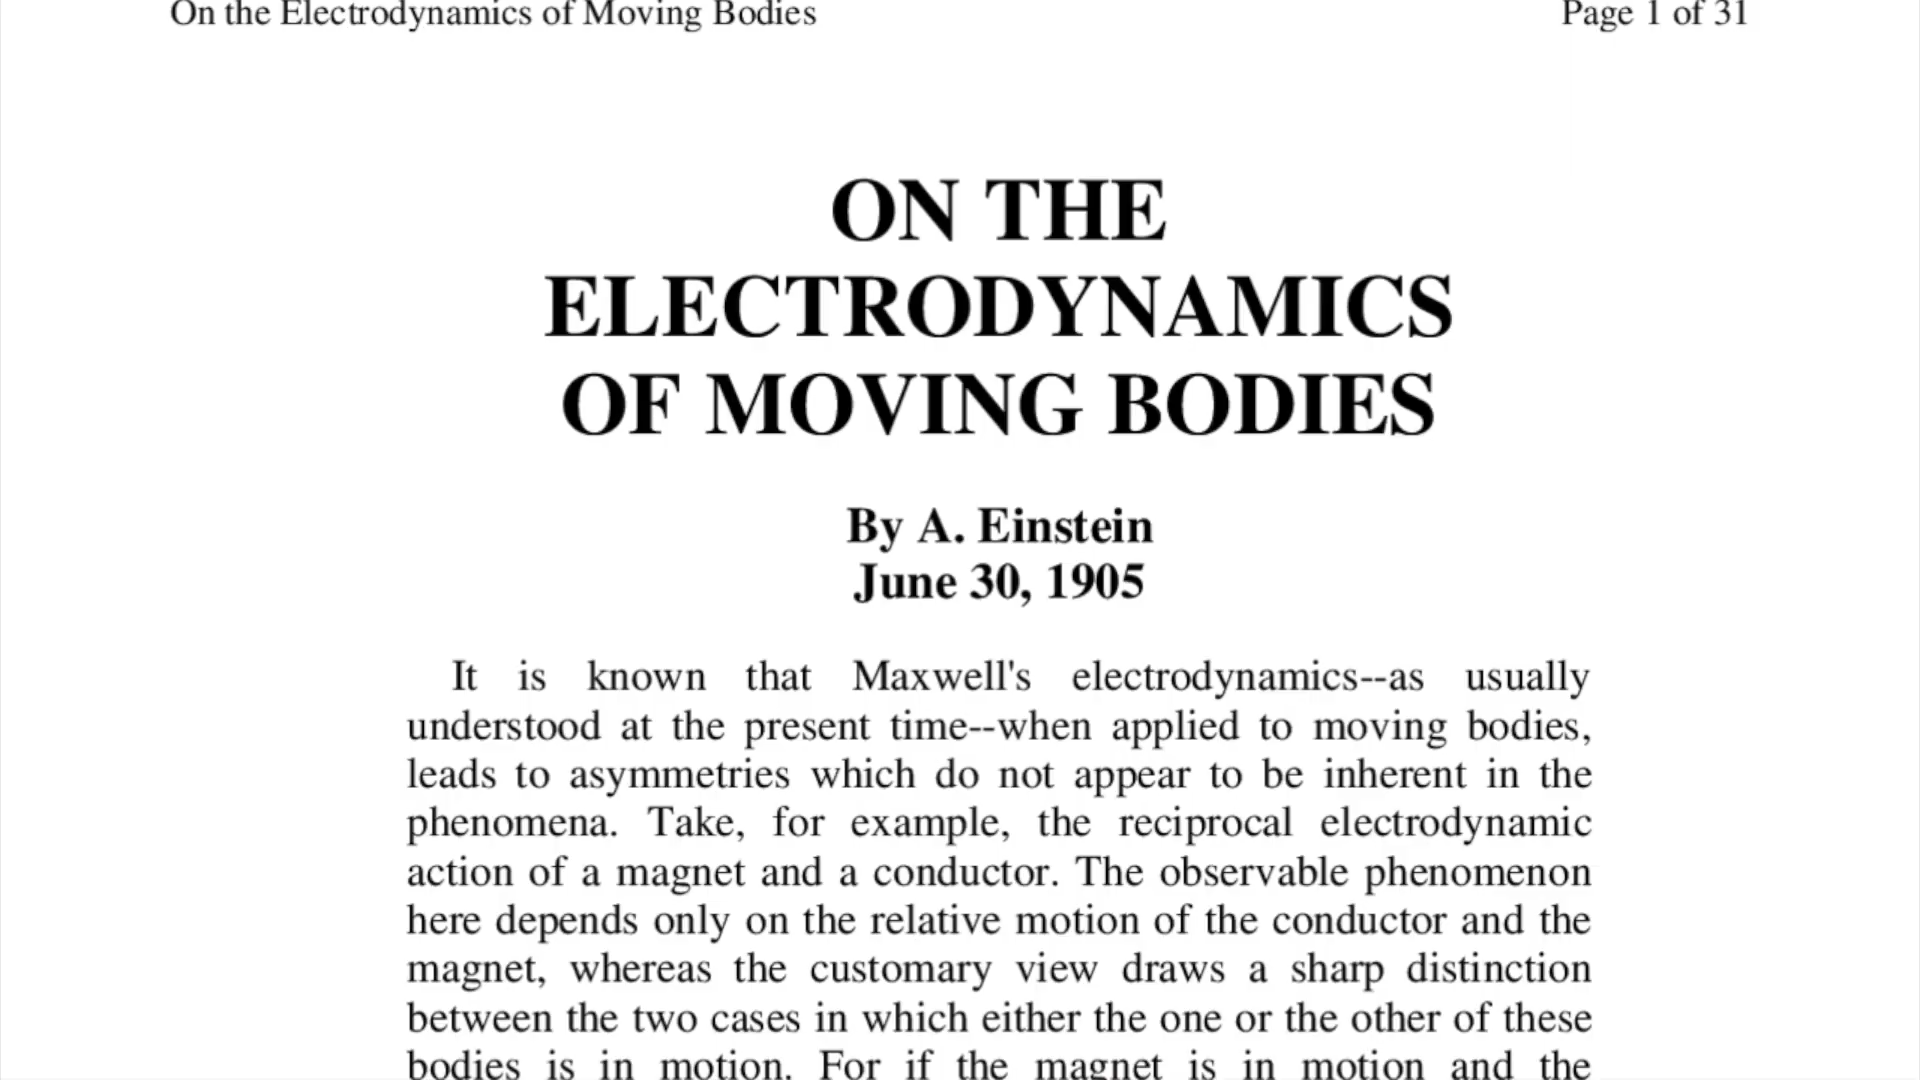 On the Electrodynamics of Moving Bodies Page 1 of 31
ON THE
ELECTRODYNAMICS
OF MOVING BODIES
By A. Einstein
June 30, 1905
It is known that Maxwell's electrodynamics--as usually
understood at the present time--when applied to moving bodies,
leads to asymmetries which do not appear to be inherent in the
phenomena. Take, for example, the reciprocal electrodynamic
action of a magnet and a conductor. The observable phenomenon
here depends only on the relative motion of the conductor and the
magnet, whereas the customary view draws a sharp distinction
between the two cases in which either the one or the other of these
bodies is in motion. For if the magnet is in motion and the